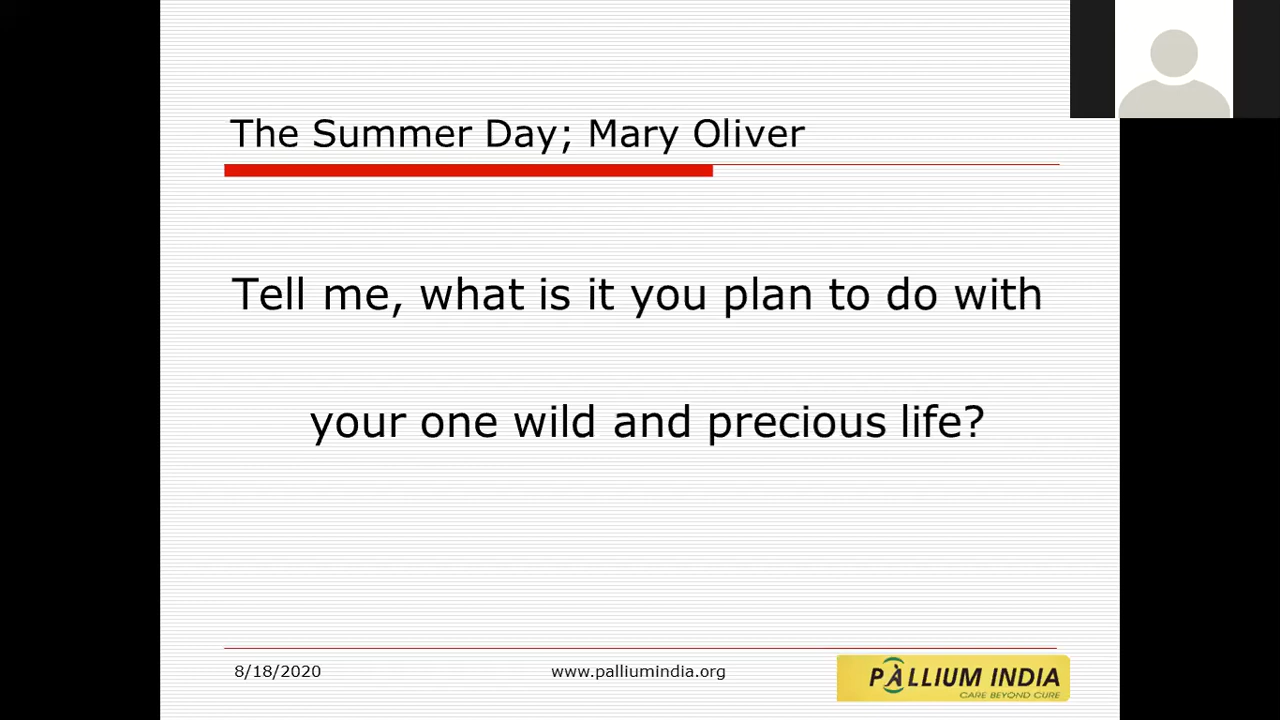 The Summer Day; Mary Oliver
Tell me, what is it you plan to do with
your one wild and precious life?
8/18/2020
www.palliumindia.org
PALLIUM INDIA
CARE BEYOND CURE